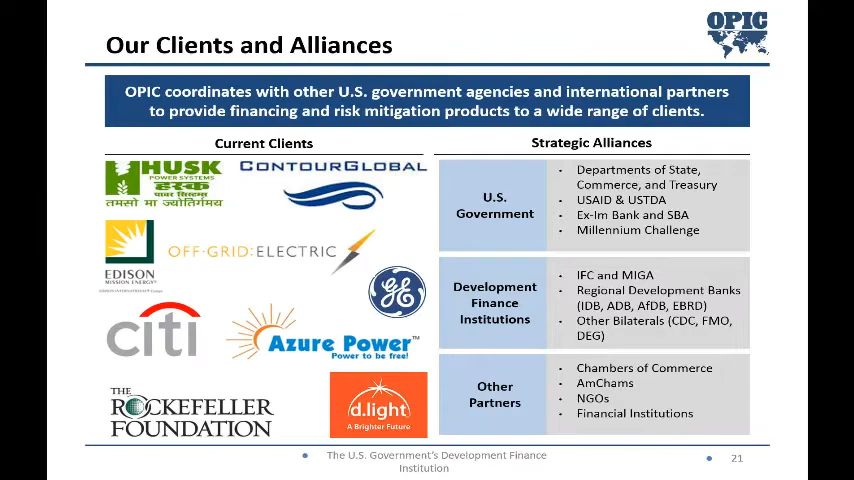 OPIC
Our Clients and Alliances
OPIC coordinates with other U.S. government agencies and international partners
to provide financing and risk mitigation products to a wide range of clients.
Current Clients
HUSK
POWER SYSTEMS
हस्क
पावर सिस्टम्स
तमसो मा ज्योतिर्गमय
CONTOURGLOBAL
EDISON
MISSION ENERGY®
OFF·GRID:ELECTRIC
GE
citi
Azure Power™
Power to be free!
THE
ROCKEFELLER
FOUNDATION
d.light
A Brighter Future
Strategic Alliances
U.S.
Government
• Departments of State,
Commerce, and Treasury
• USAID & USTDA
• Ex-Im Bank and SBA
• Millennium Challenge
Development
Finance
Institutions
• IFC and MIGA
• Regional Development Banks
(IDB, ADB, AfDB, EBRD)
• Other Bilaterals (CDC, FMO,
DEG)
Other
Partners
• Chambers of Commerce
• AmChams
• NGOs
• Financial Institutions
• The U.S. Government's Development Finance
Institution
• 21